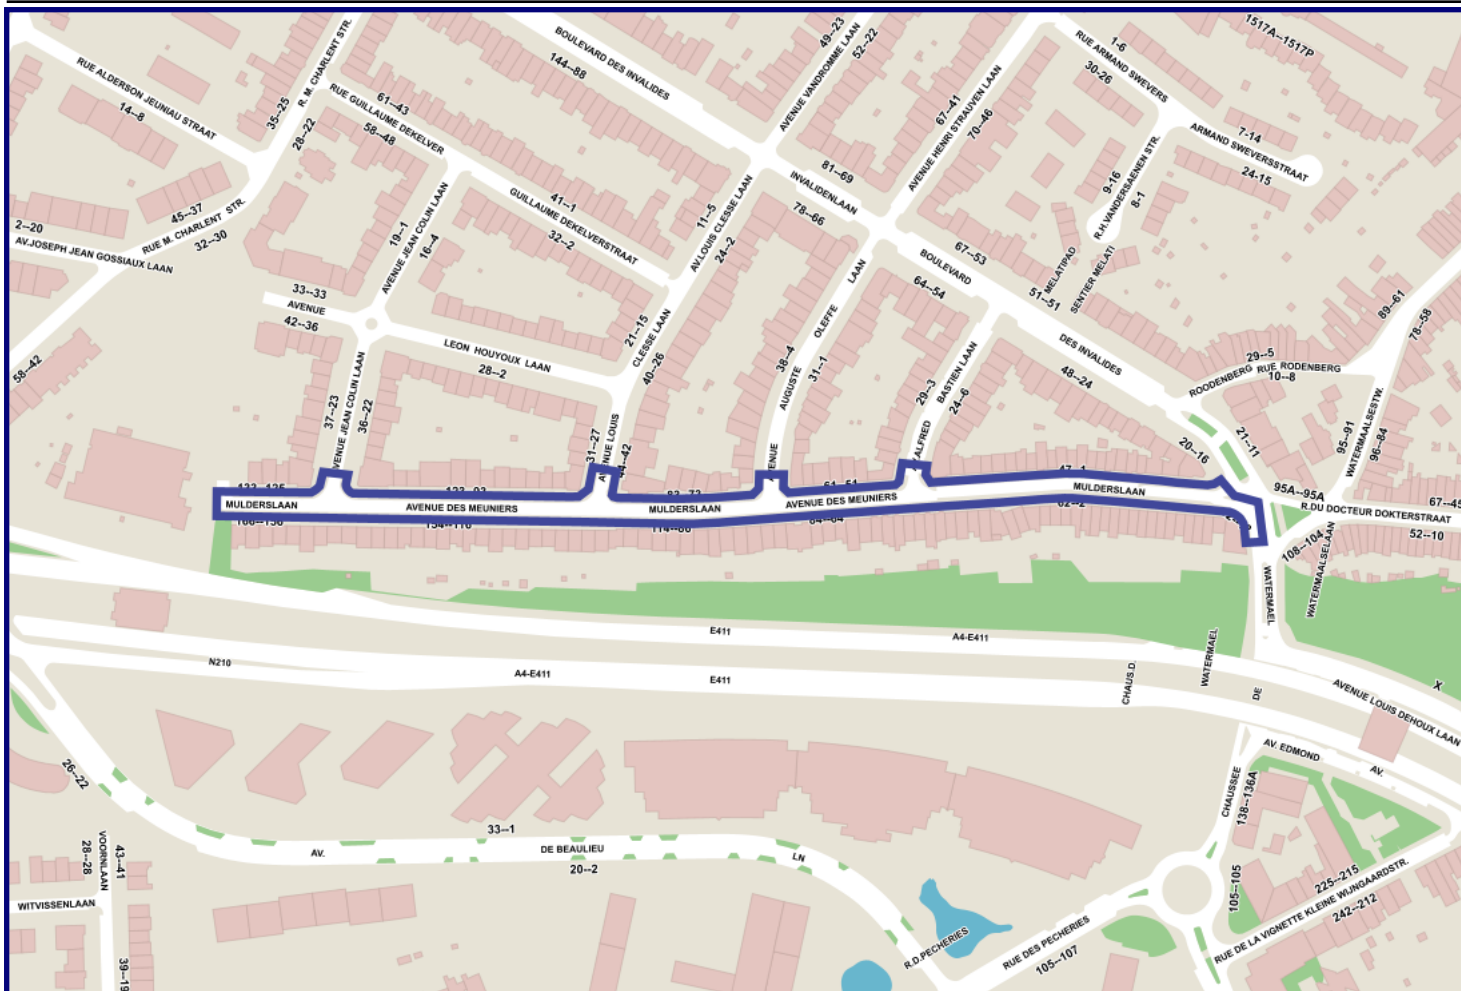 RUE ALDERSON JEUNIAU STRAAT
14--8
35--25
R. M. CHARLENT STR.
28--22
61--43
RUE GUILLAUME DEKELVER
58--48
BOULEVARD DES INVALIDES
144--88
49--23
AVENUE VANDROMME LAAN
52--22
1517A--1517P
RUE ARMAND SWEVERS
1-6
30-26
67--41
AVENUE HENRI STRAUVEN LAAN
70--46
7-14
ARMAND SWEVERSSTRAAT
24-15
9-16
R.H. VANDERSAENEN STR.
8-1
81--69
INVALIDENLAAN
78--66
2--20
AV.JOSEPH JEAN GOSSIAUX LAAN
45--37
RUE M. CHARLENT STR.
32--30
19--1
AVENUE JEAN COLIN LAAN
16--4
41--1
GUILLAUME DEKELVERSTRAAT
32--2
11--5
AV.LOUIS CLESSE LAAN
24--2
67--53
BOULEVARD
64--54
MELATIPAD
SENTIER MELATI
51--51
DES INVALIDES
48--24
33--33
AVENUE
42--36
LEON HOUYOUX LAAN
28--2
21--15
CLESSE LAAN
40--26
38--4
AUGUSTE OLEFFE LAAN
31--1
29--3
BASTIEN LAAN
24--6
29--5
ROODENBERG RUE RODENBERG
10--8
89--61
78--58
58--42
37--23
AVENUE JEAN COLIN LAAN
36--22
31--27
AVENUE LOUIS
44--42
AVENUE
ALFRED
20--16
21--11
95--91
WATERMAALSESTW.
96--84
MULDERSLAAN
AVENUE DES MEUNIERS
MULDERSLAAN
AVENUE DES MEUNIERS
MULDERSLAAN
47--1
95A--95A
R.DU DOCTEUR DOKTERSTRAAT
67--45
52--10
108--104
WATERMAALSELAAN
WATERMAEL
E411
A4-E411
N210
A4-E411
E411
CHAUS.D.
WATERMAEL
DE
AVENUE LOUIS DEHOUX LAAN
X
AV. EDMOND
AV.
26--22
CHAUSSEE
138--136A
33--1
AV.
DE BEAULIEU
LN
20--2
VOORNLAAN
28--28
43--41
WITVISSENLAAN
39--19
105--105
225--215
RUE DE LA VIGNETTE KLEINE WIJNGAARDSTR.
242--212
R.D.PECHERIES
RUE DES PECHERIES
105--107